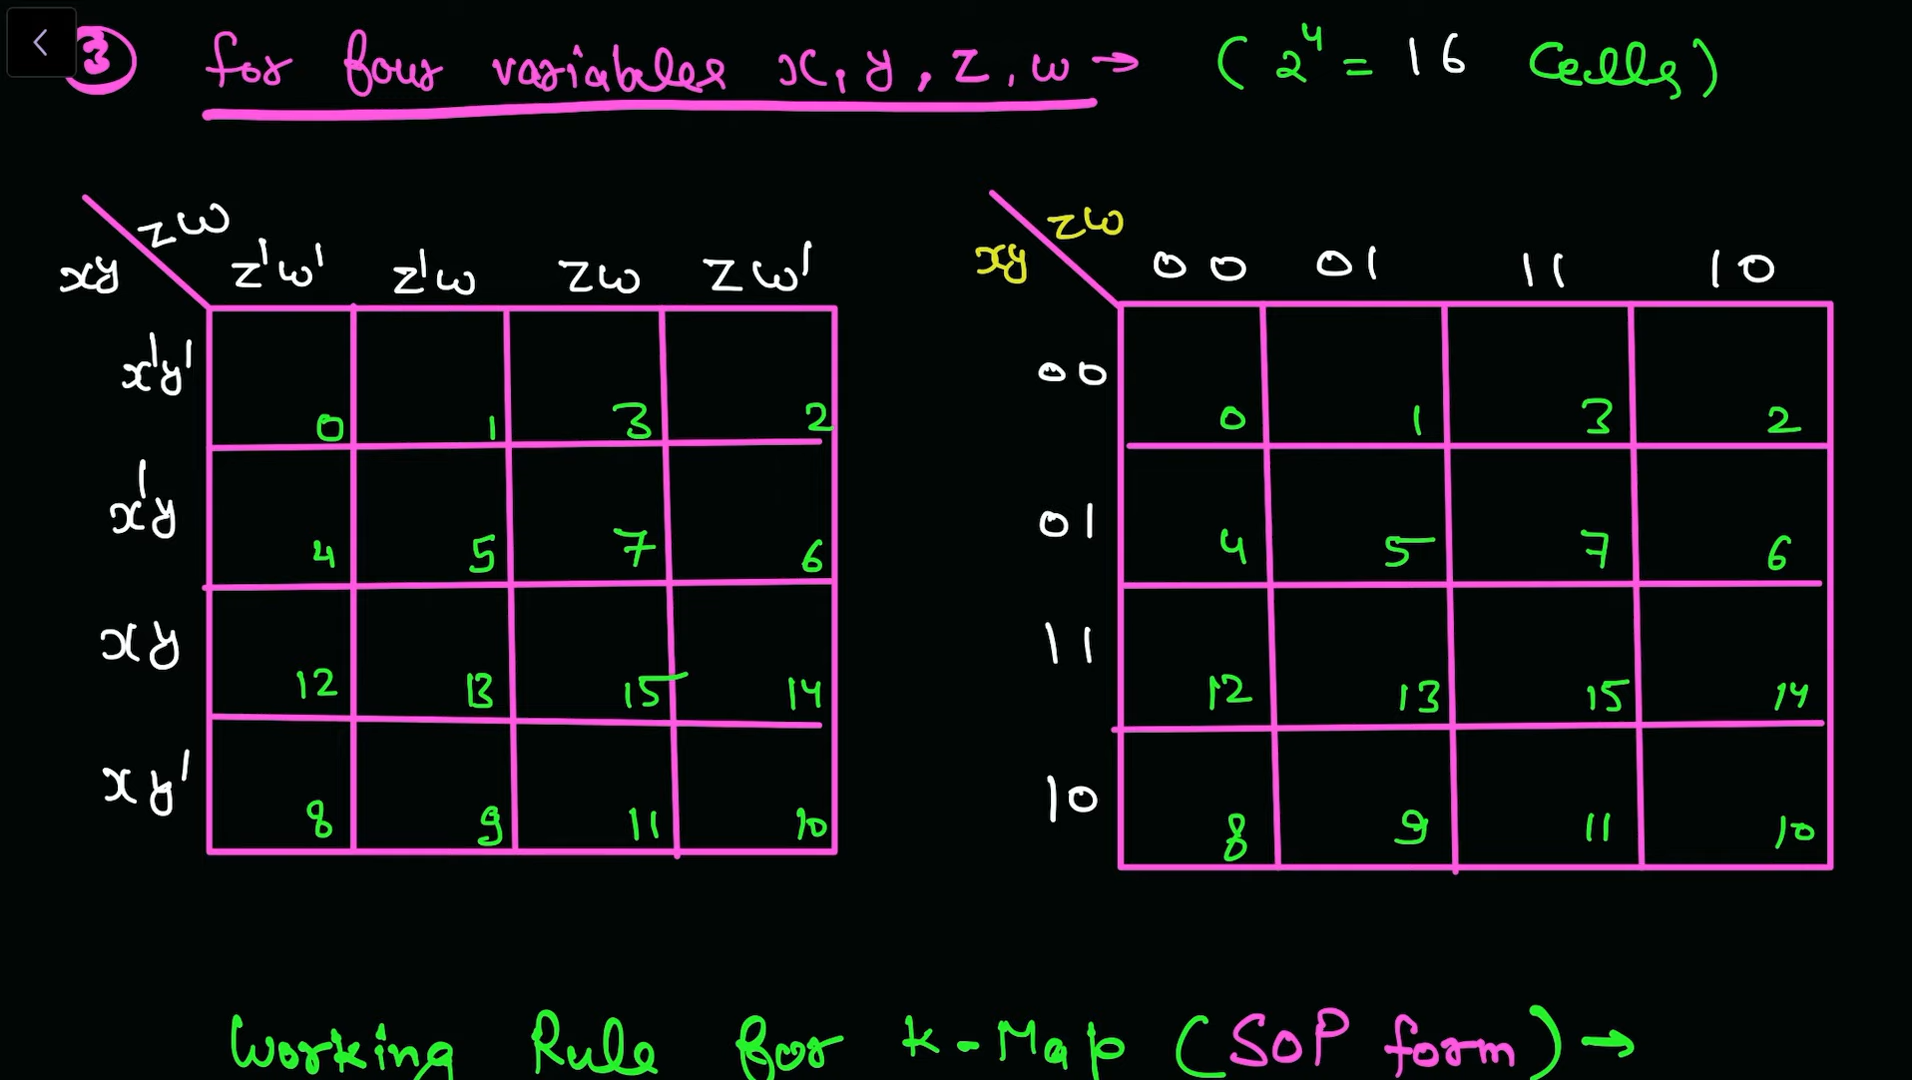 ③ for four variables x, y, z, w → (2⁴ = 16 Cells)
zw
xy z'w' z'w zw zw'
x'y' 0 1 3 2
x'y 4 5 7 6
xy 12 13 15 14
xy' 8 9 11 10
zw
xy 00 01 11 10
00 0 1 3 2
01 4 5 7 6
11 12 13 15 14
10 8 9 11 10
Working Rule for K-Map (SOP form) →